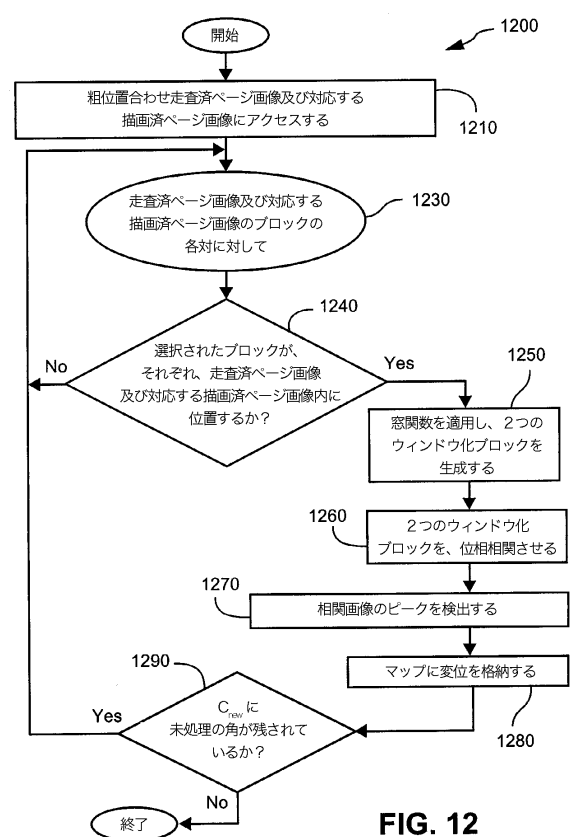 開始
1200
粗位置合わせ走査済ページ画像及び対応する
描画済ページ画像にアクセスする
1210
走査済ページ画像及び対応する
描画済ページ画像のブロックの
各対に対して
1230
1240
選択されたブロックが、
それぞれ、走査済ページ画像
及び対応する描画済ページ画像内に
位置するか?
No
Yes
1250
窓関数を適用し、2つの
ウィンドウ化ブロックを
生成する
1260
2つのウィンドウ化
ブロックを、位相相関させる
1270
相関画像のピークを検出する
マップに変位を格納する
1280
1290
Cnew に
未処理の角が残されて
いるか?
Yes
No
終了
FIG. 12